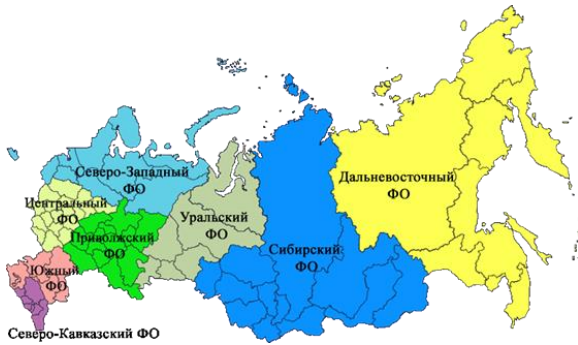 Северо-Западный
ФО
Дальневосточный
ФО
Центральный
ФО
Уральский
ФО
Приволжский
ФО
Сибирский
ФО
Южный
ФО
Северо-Кавказский ФО